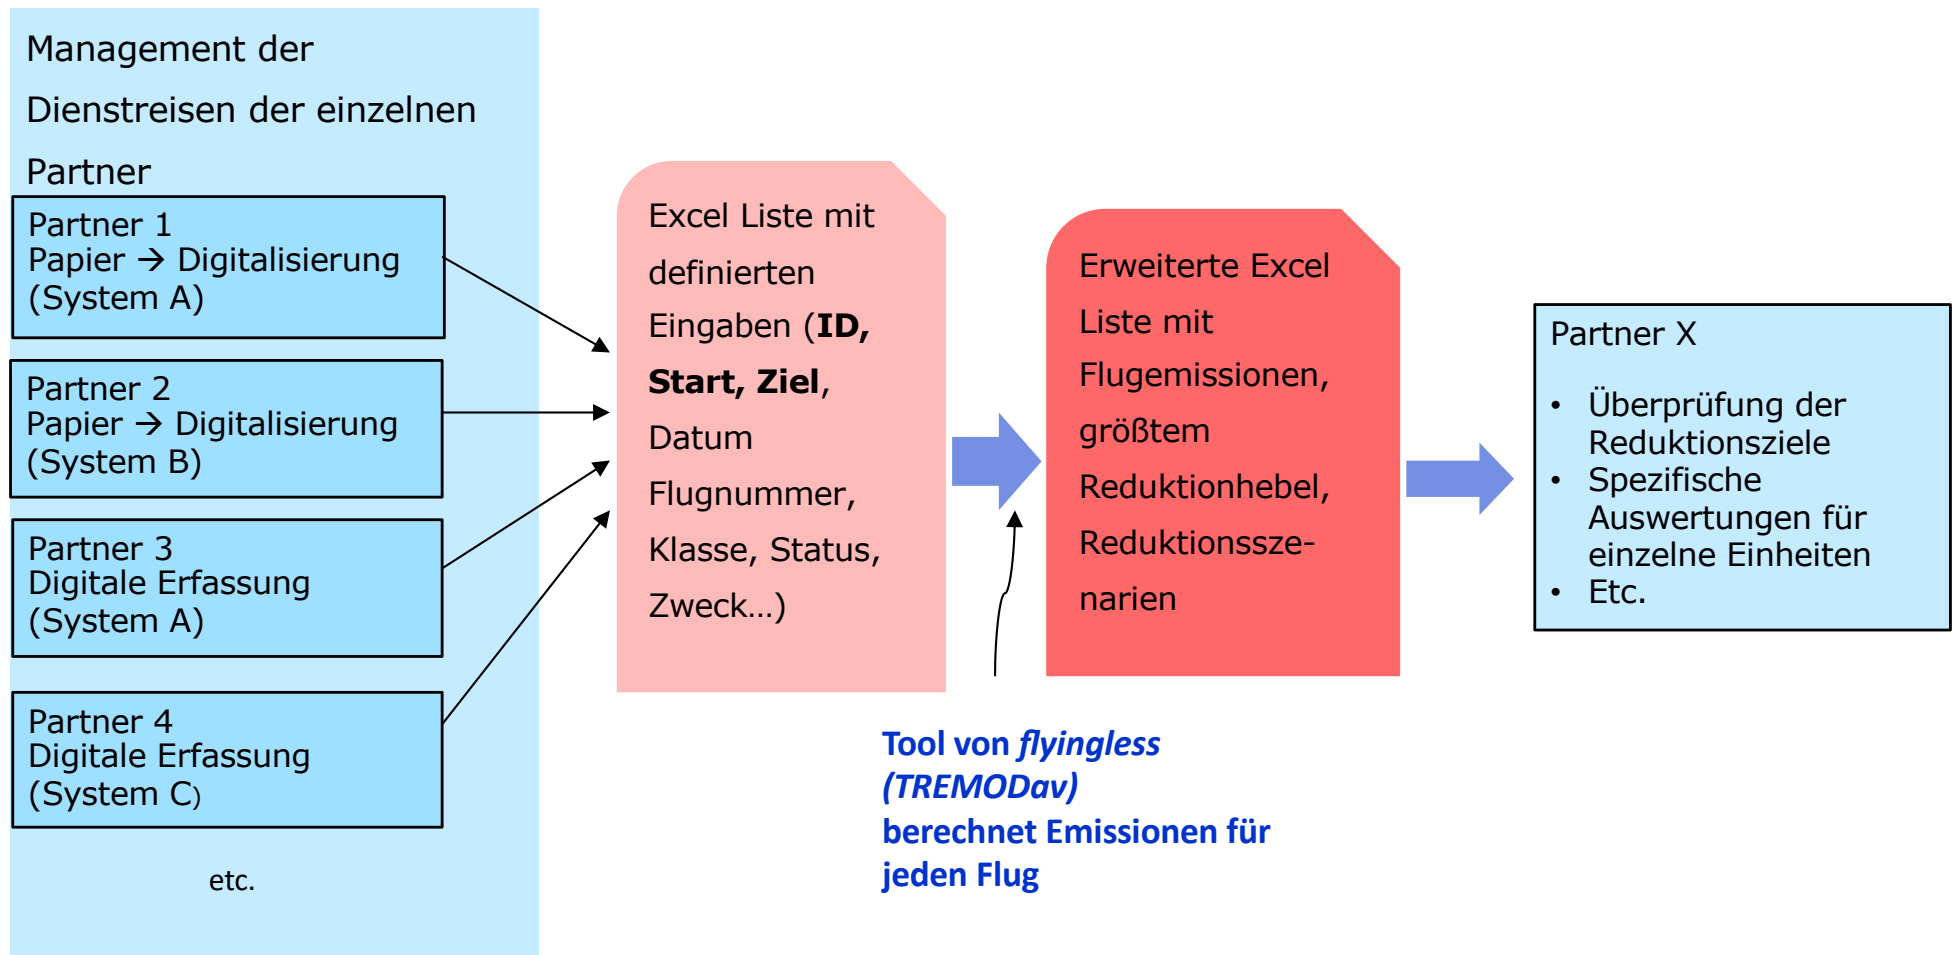 Management der
Dienstreisen der einzelnen
Partner
Partner 1
Papier → Digitalisierung
(System A)
Partner 2
Papier → Digitalisierung
(System B)
Partner 3
Digitale Erfassung
(System A)
Partner 4
Digitale Erfassung
(System C)
etc.
Excel Liste mit
definierten
Eingaben (ID,
Start, Ziel,
Datum
Flugnummer,
Klasse, Status,
Zweck...)
Tool von flyingless
(TREMODav)
berechnet Emissionen für
jeden Flug
Erweiterte Excel
Liste mit
Flugemissionen,
größtem
Reduktionhebel,
Reduktionssze-
narien
Partner X
• Überprüfung der
Reduktionsziele
• Spezifische
Auswertungen für
einzelne Einheiten
• Etc.